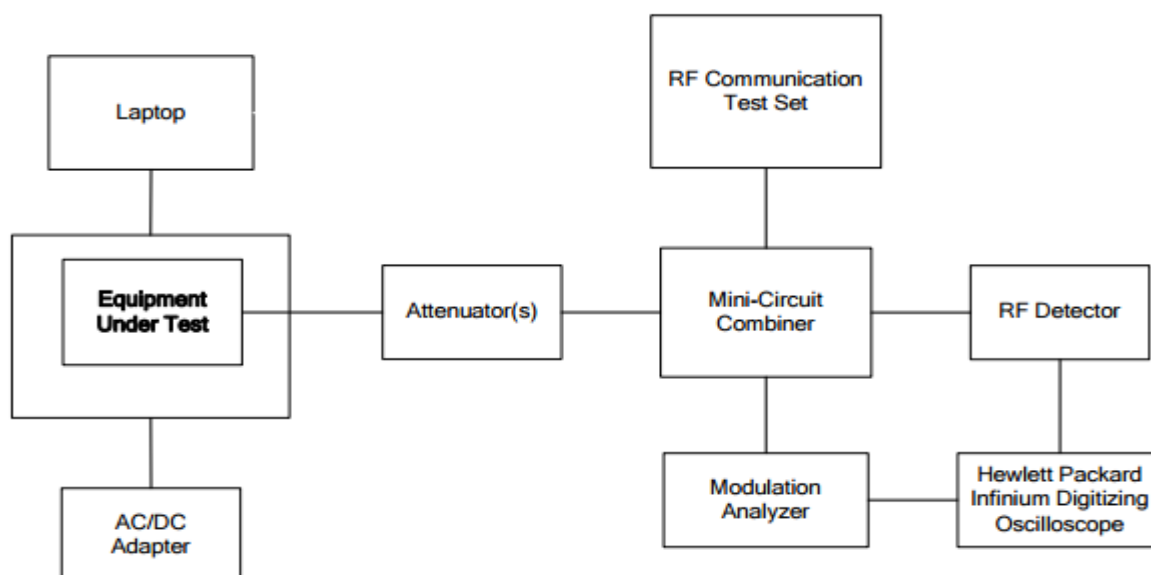 Laptop
RF Communication
Test Set
Equipment
Under Test
Attenuator(s)
Mini-Circuit
Combiner
RF Detector
AC/DC
Adapter
Modulation
Analyzer
Hewlett Packard
Infinium Digitizing
Oscilloscope